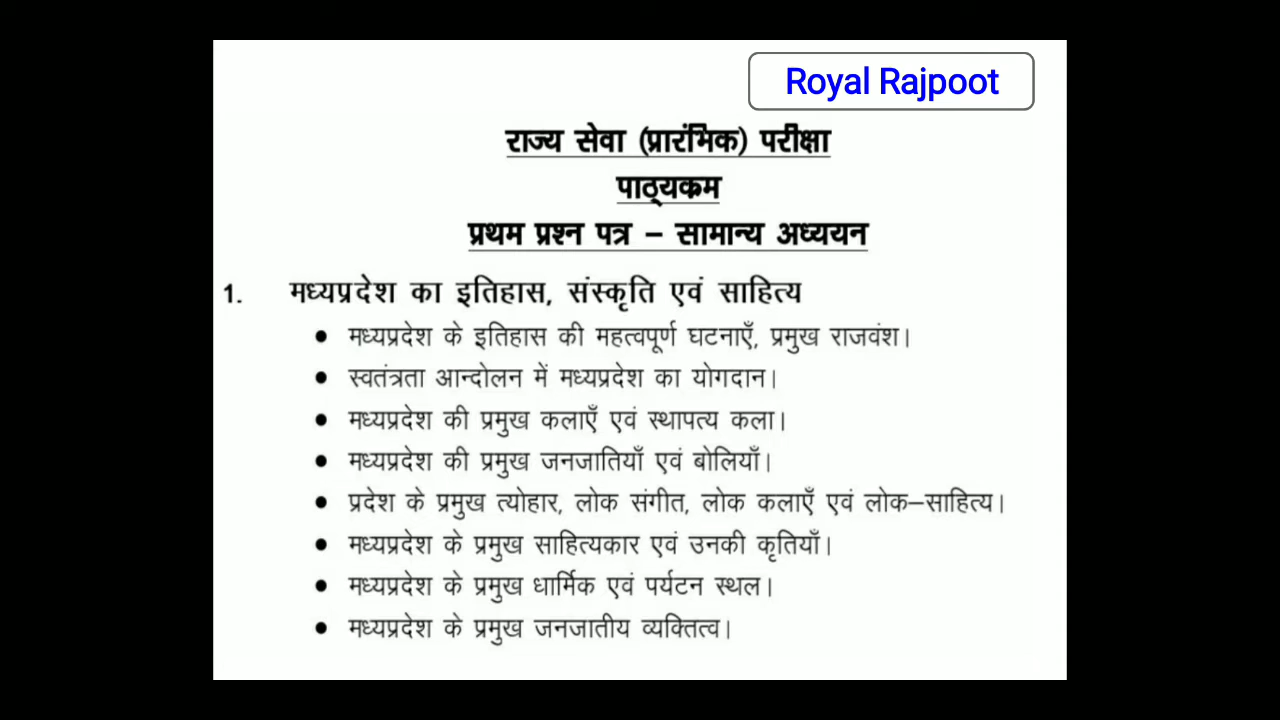 Royal Rajpoot
राज्य सेवा (प्रारंभिक) परीक्षा
पाठ्यक्रम
प्रथम प्रश्न पत्र – सामान्य अध्ययन
1. मध्यप्रदेश का इतिहास, संस्कृति एवं साहित्य
• मध्यप्रदेश के इतिहास की महत्वपूर्ण घटनाएँ, प्रमुख राजवंश।
• स्वतंत्रता आन्दोलन में मध्यप्रदेश का योगदान।
• मध्यप्रदेश की प्रमुख कलाएँ एवं स्थापत्य कला।
• मध्यप्रदेश की प्रमुख जनजातियाँ एवं बोलियाँ।
• प्रदेश के प्रमुख त्योहार, लोक संगीत, लोक कलाएँ एवं लोक–साहित्य।
• मध्यप्रदेश के प्रमुख साहित्यकार एवं उनकी कृतियाँ।
• मध्यप्रदेश के प्रमुख धार्मिक एवं पर्यटन स्थल।
• मध्यप्रदेश के प्रमुख जनजातीय व्यक्तित्व।